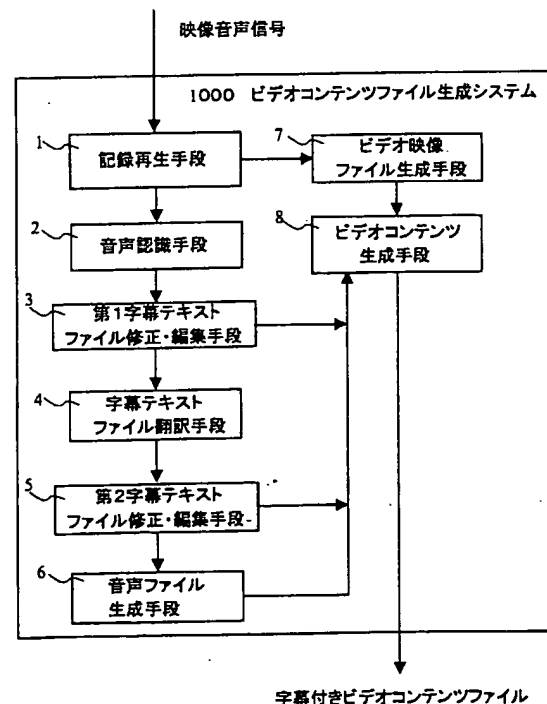 映像音声信号
1000 ビデオコンテンツファイル生成システム
1
記録再生手段
7
ビデオ映像
ファイル生成手段
2
音声認識手段
8
ビデオコンテンツ
生成手段
3
第1字幕テキスト
ファイル修正・編集手段
4
字幕テキスト
ファイル翻訳手段
5
第2字幕テキスト
ファイル修正・編集手段
6
音声ファイル
生成手段
字幕付きビデオコンテンツファイル